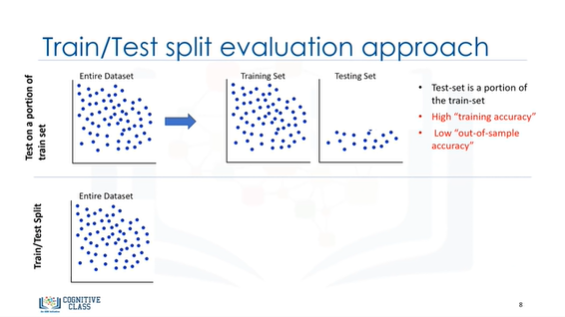 Train/Test split evaluation approach
Test on a portion of
train set
Entire Dataset
Training Set
Testing Set
• Test-set is a portion of
the train-set
• High "training accuracy"
• Low "out-of-sample
accuracy"
Train/Test Split
Entire Dataset
COGNITIVE
CLASS
8